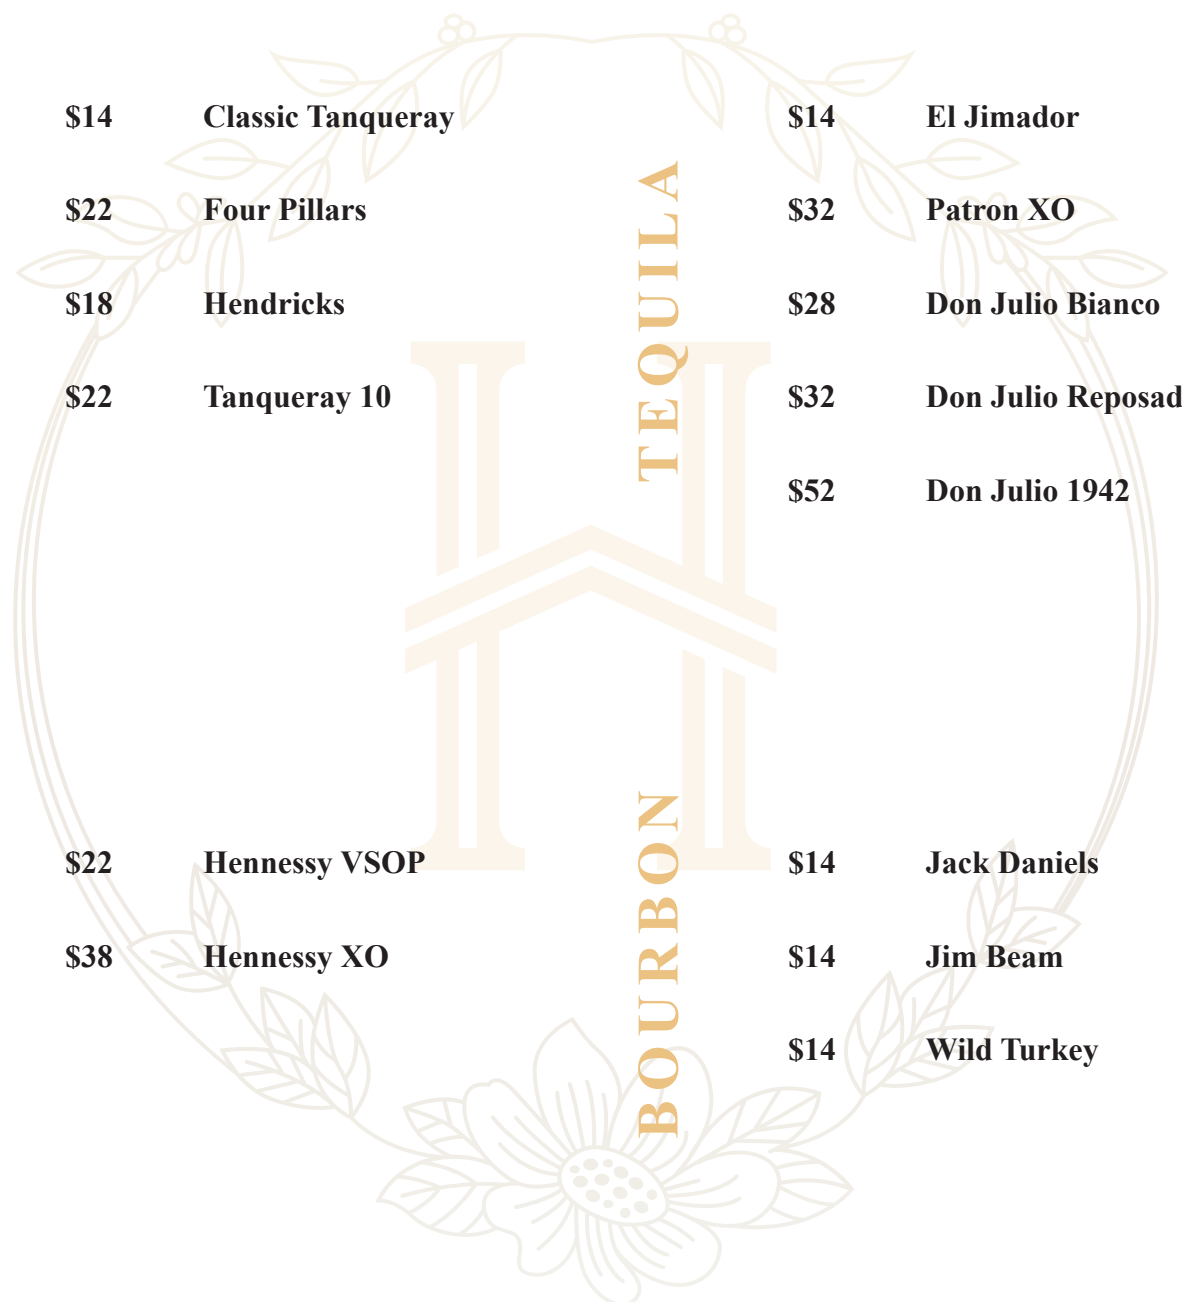 $14 Classic Tanqueray
$22 Four Pillars
$18 Hendricks
$22 Tanqueray 10
TEQUILA
$14 El Jimador
$32 Patron XO
$28 Don Julio Bianco
$32 Don Julio Reposad
$52 Don Julio 1942
$22 Hennessy VSOP
$38 Hennessy XO
BOURBON
$14 Jack Daniels
$14 Jim Beam
$14 Wild Turkey